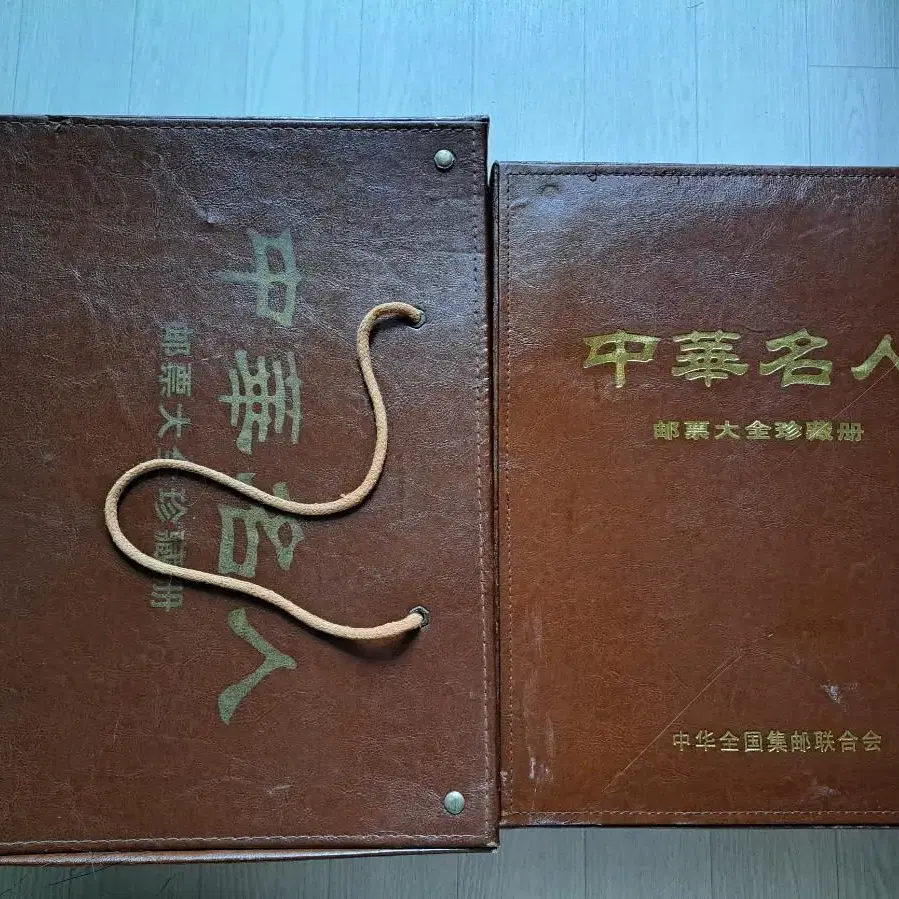 中華名人
邮票大全珍藏册
中華名人
邮票大全珍藏册
中华全国集邮联合会